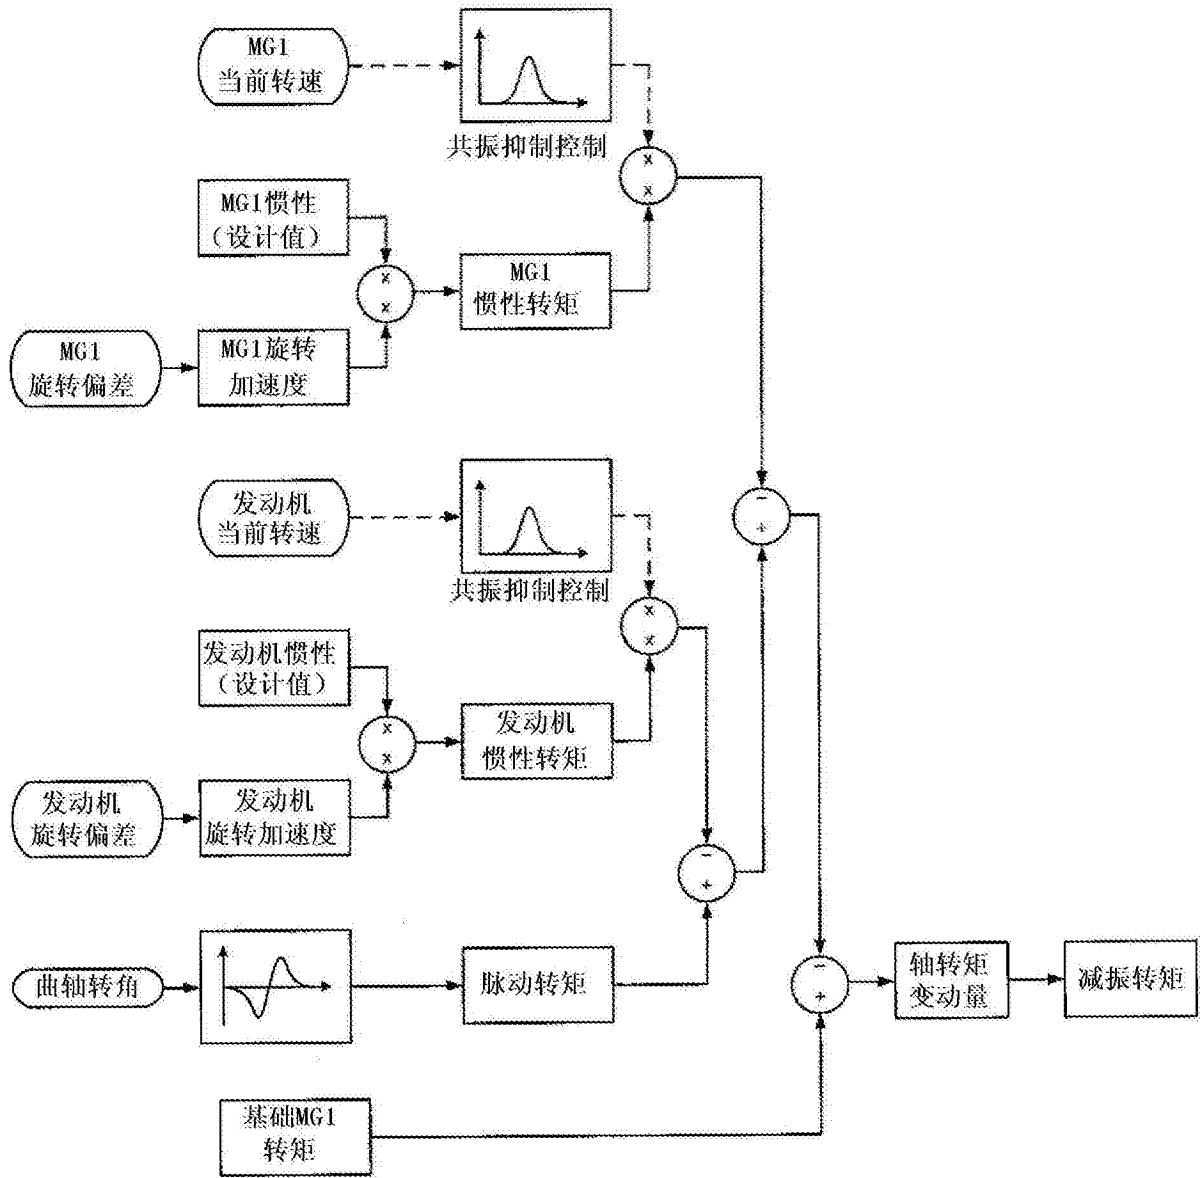 MG1
当前转速
共振抑制控制
×
×
MG1惯性
（设计值）
×
×
MG1
惯性转矩
MG1
旋转偏差
MG1旋转
加速度
发动机
当前转速
共振抑制控制
-
+
×
×
发动机惯性
（设计值）
×
×
发动机
惯性转矩
发动机
旋转偏差
发动机
旋转加速度
-
+
曲轴转角
脉动转矩
-
+
轴转矩
变动量
减振转矩
基础MG1
转矩